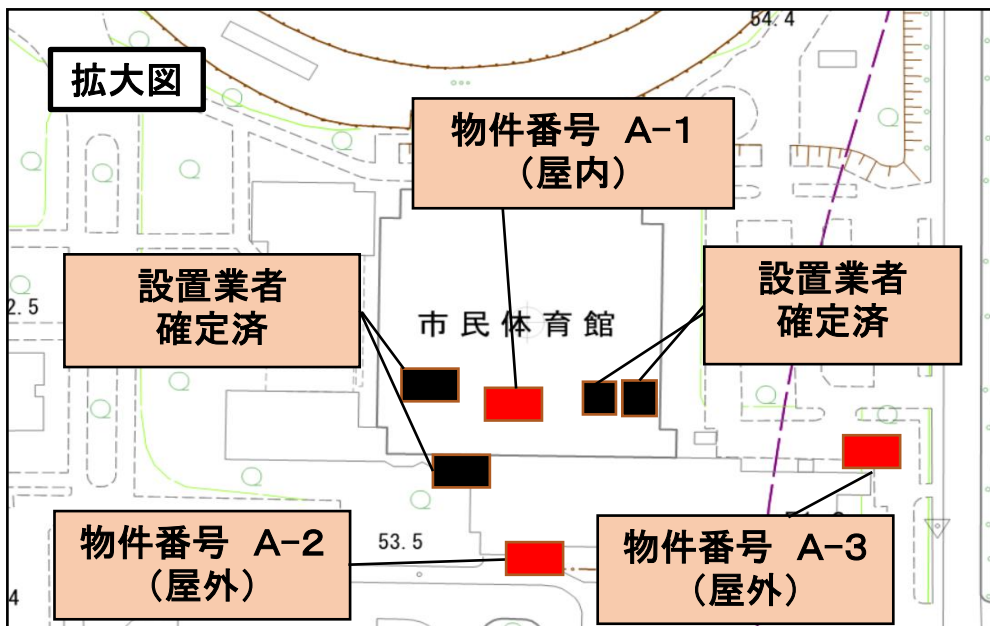 54.4
拡大図
物件番号 A-1
(屋内)
設置業者
確定済
設置業者
確定済
2.5
市民体育館
物件番号 A-2
(屋外)
53.5
物件番号 A-3
(屋外)
4